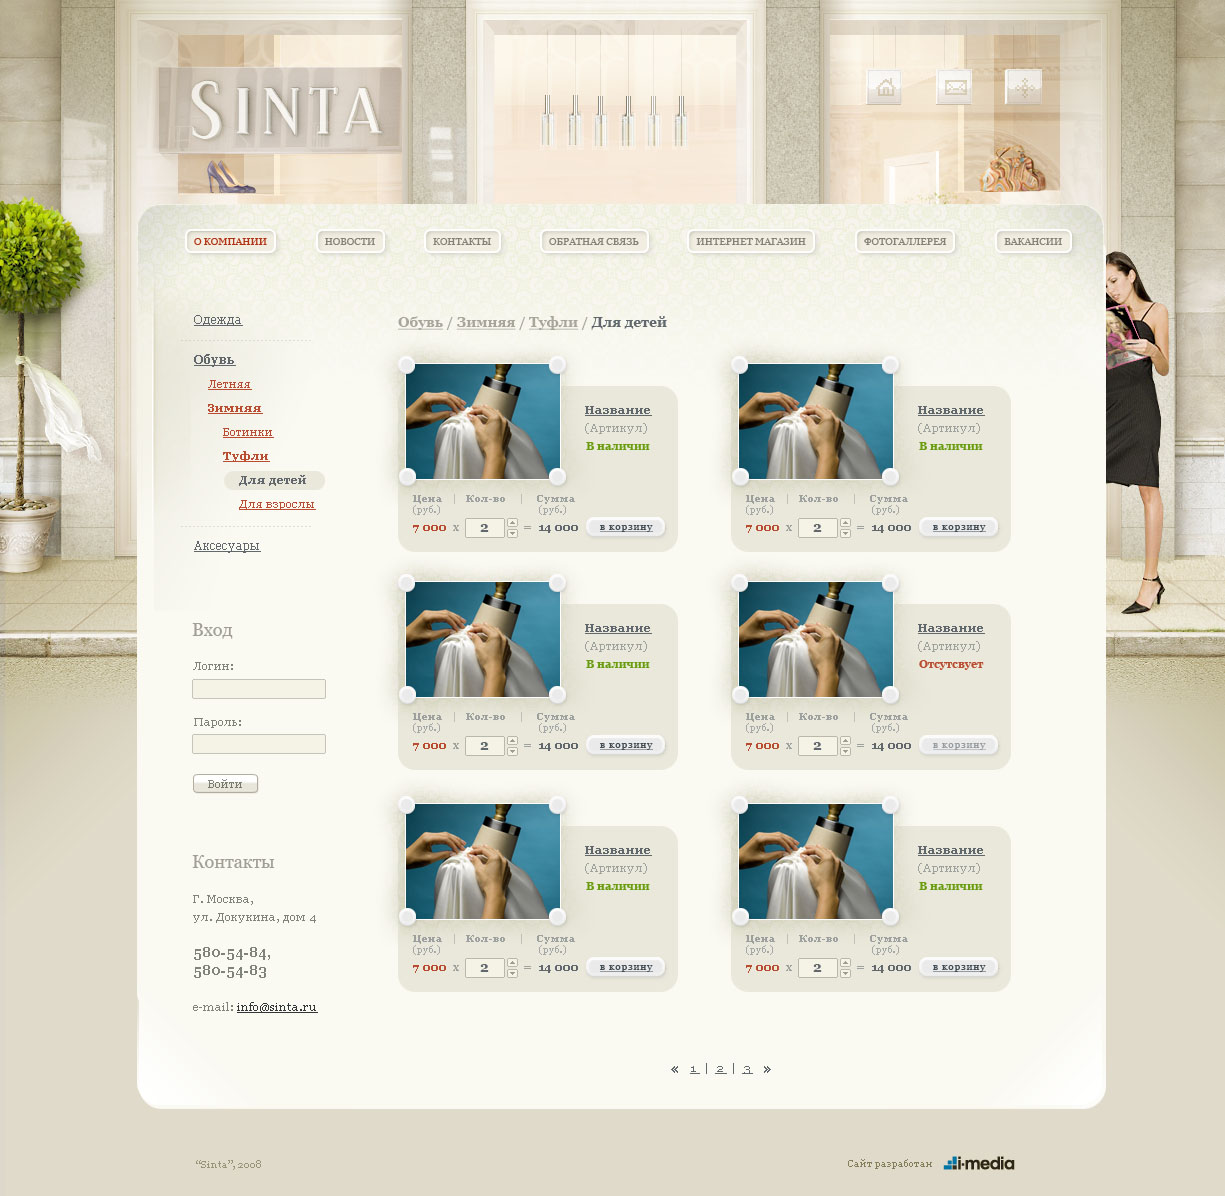 SINTA
О КОМПАНИИ
НОВОСТИ
КОНТАКТЫ
ОБРАТНАЯ СВЯЗЬ
ИНТЕРНЕТ МАГАЗИН
ФОТОГАЛЛЕРЕЯ
ВАКАНСИИ
Одежда
Обувь
Летняя
Зимняя
Ботинки
Туфли
Для детей
Для взрослы
Аксесуары
Вход
Логин:
Пароль:
Войти
Контакты
Г. Москва,
ул. Докукина, дом 4
580-54-84,
580-54-83
e-mail: info@sinta.ru
Обувь / Зимняя / Туфли / Для детей
Название
(Артикул)
В наличии
Цена | Кол-во | Сумма
(руб.) (руб.)
7 000 x 2 = 14 000 в корзину
Название
(Артикул)
В наличии
Цена | Кол-во | Сумма
(руб.) (руб.)
7 000 x 2 = 14 000 в корзину
Название
(Артикул)
В наличии
Цена | Кол-во | Сумма
(руб.) (руб.)
7 000 x 2 = 14 000 в корзину
Название
(Артикул)
Отсутсвует
Цена | Кол-во | Сумма
(руб.) (руб.)
7 000 x 2 = 14 000 в корзину
Название
(Артикул)
В наличии
Цена | Кол-во | Сумма
(руб.) (руб.)
7 000 x 2 = 14 000 в корзину
Название
(Артикул)
В наличии
Цена | Кол-во | Сумма
(руб.) (руб.)
7 000 x 2 = 14 000 в корзину
« 1 | 2 | 3 »
“Sinta”, 2008
Сайт разработан i-media